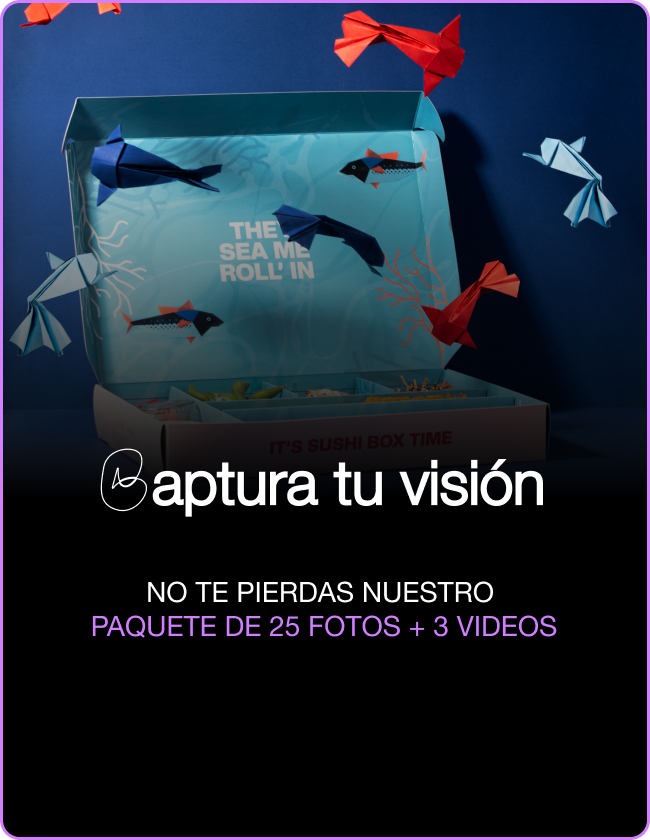 THE
SEA ME
ROLL' IN
IT'S SUSHI BOX TIME
aptura tu visión
NO TE PIERDAS NUESTRO
PAQUETE DE 25 FOTOS + 3 VIDEOS